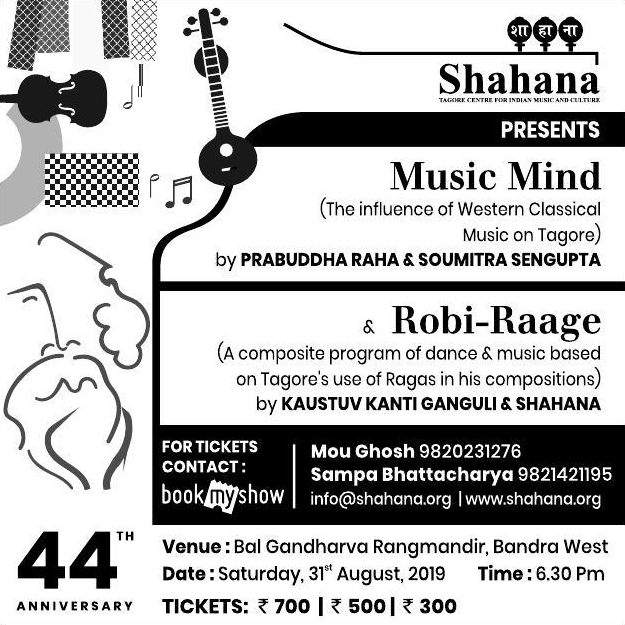 शा हा ना
Shahana
TAGORE CENTRE FOR INDIAN MUSIC AND CULTURE
PRESENTS
Music Mind
(The influence of Western Classical
Music on Tagore)
by PRABUDDHA RAHA & SOUMITRA SENGUPTA
& Robi-Raage
(A composite program of dance & music based
on Tagore's use of Ragas in his compositions)
by KAUSTUV KANTI GANGULI & SHAHANA
FOR TICKETS
CONTACT :
bookmyshow
Mou Ghosh 9820231276
Sampa Bhattacharya 9821421195
info@shahana.org | www.shahana.org
44TH
ANNIVERSARY
Venue : Bal Gandharva Rangmandir, Bandra West
Date : Saturday, 31st August, 2019 Time : 6.30 Pm
TICKETS: ₹ 700 | ₹ 500 | ₹ 300